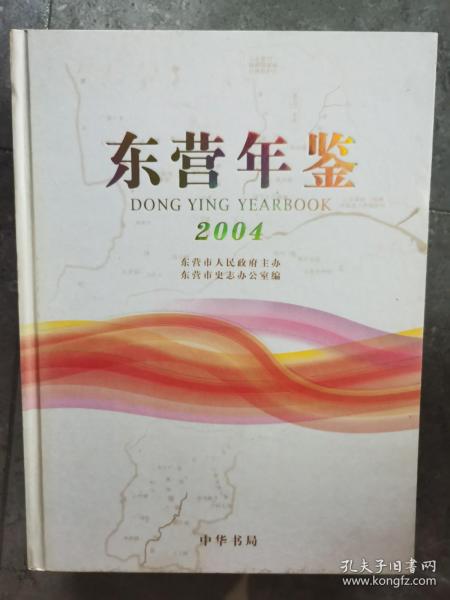 东营年鉴
DONG YING YEARBOOK
2004
东营市人民政府主办
东营市史志办公室编
中华书局
孔夫子旧书网
www.kongfz.com